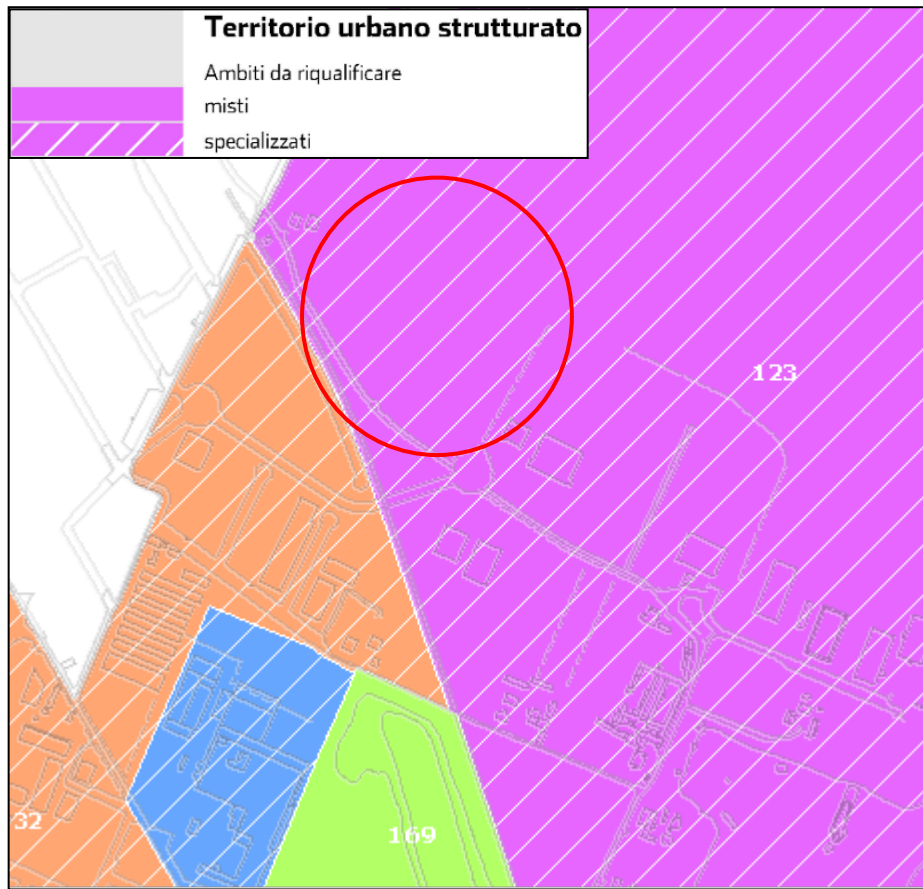 Territorio urbano strutturato
Ambiti da riqualificare
misti
specializzati
123
32
169